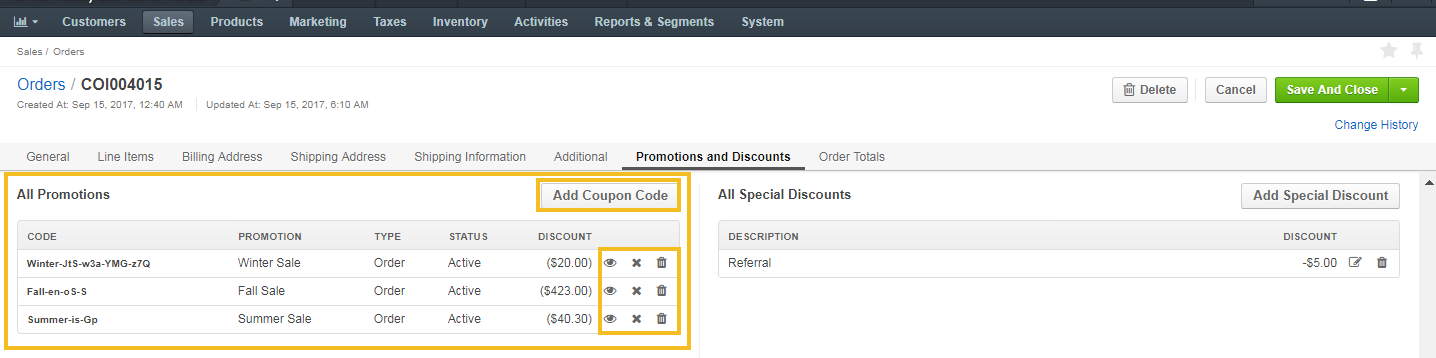 Customers Sales Products Marketing Taxes Inventory Activities Reports & Segments System
Sales / Orders
Orders / COI004015
Delete Cancel Save And Close
Created At: Sep 15, 2017, 12:40 AM Updated At: Sep 15, 2017, 6:10 AM
Change History
General Line Items Billing Address Shipping Address Shipping Information Additional Promotions and Discounts Order Totals
All Promotions Add Coupon Code
CODE PROMOTION TYPE STATUS DISCOUNT
Winter-JtS-w3a-YMG-z7Q Winter Sale Order Active ($20.00)
Fall-en-oS-S Fall Sale Order Active ($423.00)
Summer-is-Gp Summer Sale Order Active ($40.30)
All Special Discounts Add Special Discount
DESCRIPTION DISCOUNT
Referral -$5.00